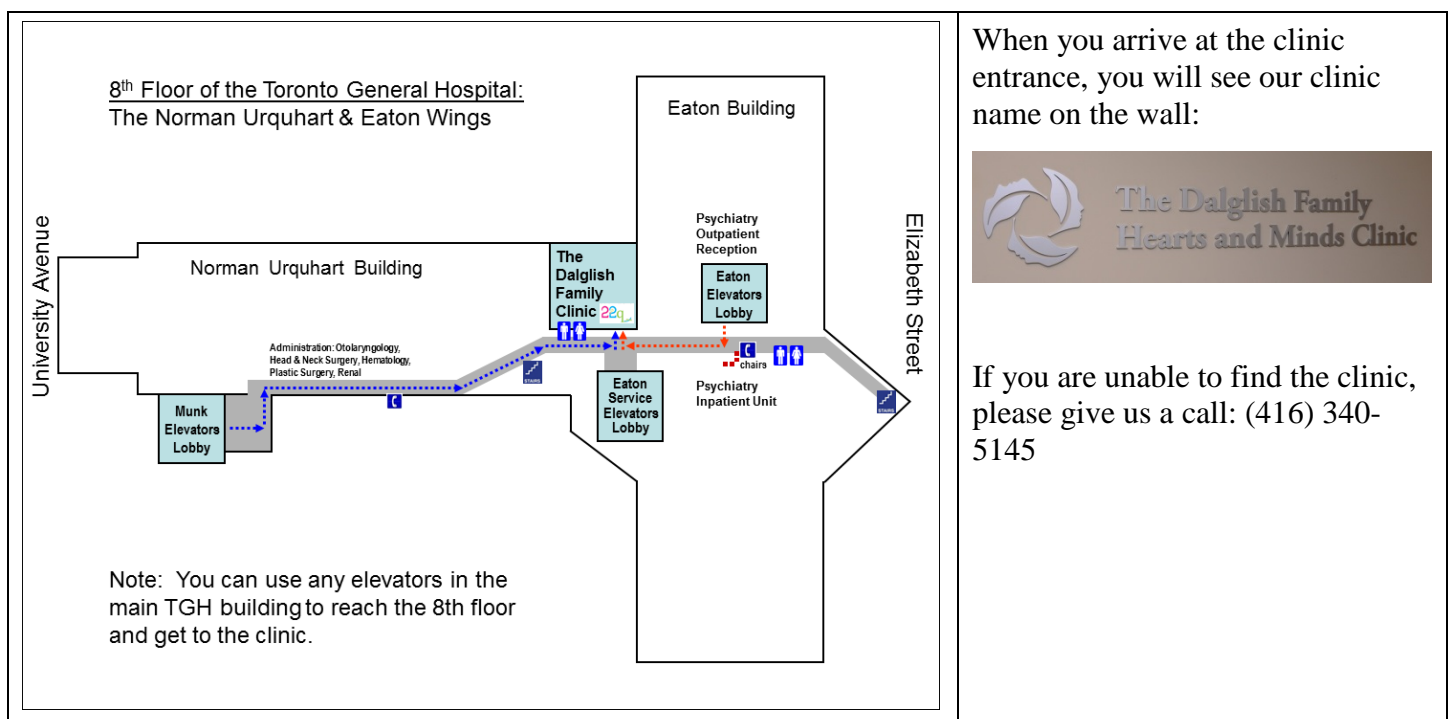 8th Floor of the Toronto General Hospital:
The Norman Urquhart & Eaton Wings
Eaton Building
University Avenue
Norman Urquhart Building
The
Dalglish
Family
Clinic 22q
Psychiatry
Outpatient
Reception
Eaton
Elevators
Lobby
Elizabeth Street
Administration: Otolaryngology,
Head & Neck Surgery, Hematology,
Plastic Surgery, Renal
STAIRS
chairs
Munk
Elevators
Lobby
Eaton
Service
Elevators
Lobby
Psychiatry
Inpatient Unit
STAIRS
Note: You can use any elevators in the
main TGH building to reach the 8th floor
and get to the clinic.
When you arrive at the clinic
entrance, you will see our clinic
name on the wall:
The Dalglish Family
Hearts and Minds Clinic
If you are unable to find the clinic,
please give us a call: (416) 340-
5145